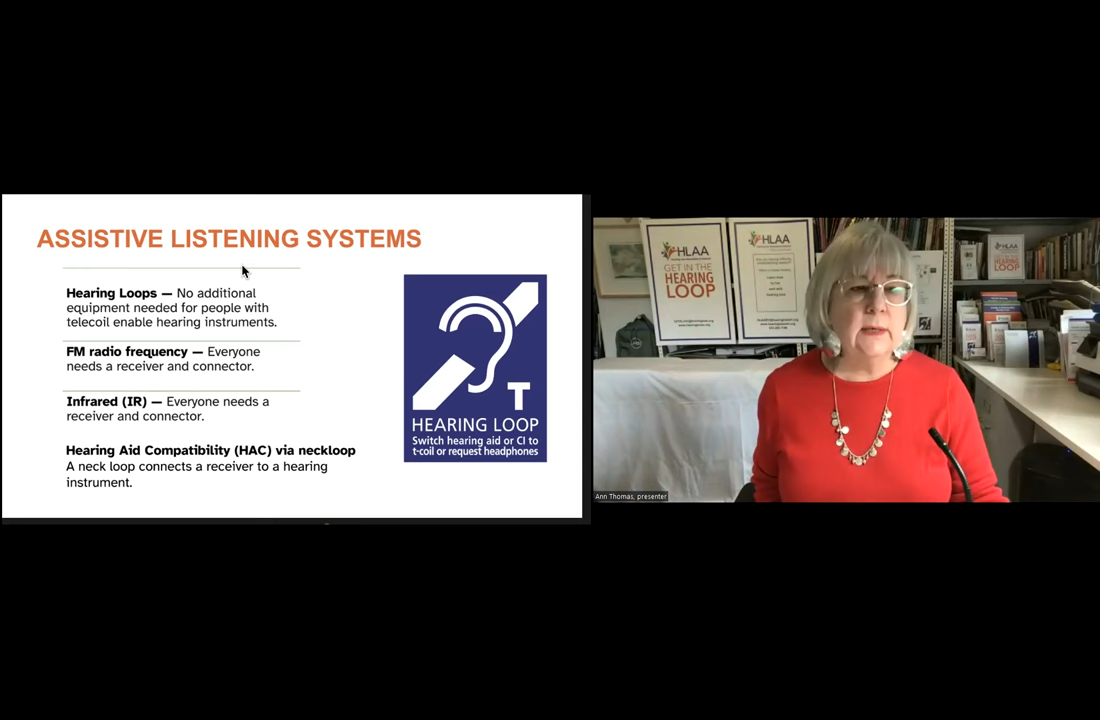 ASSISTIVE LISTENING SYSTEMS
Hearing Loops — No additional
equipment needed for people with
telecoil enable hearing instruments.
FM radio frequency — Everyone
needs a receiver and connector.
Infrared (IR) — Everyone needs a
receiver and connector.
Hearing Aid Compatibility (HAC) via neckloop
A neck loop connects a receiver to a hearing
instrument.
T
HEARING LOOP
Switch hearing aid or CI to
t-coil or request headphones
HLAA
GET IN THE
HEARING
LOOP
HLAA
HLAA
HEARING
LOOP
Ann Thomas, presenter